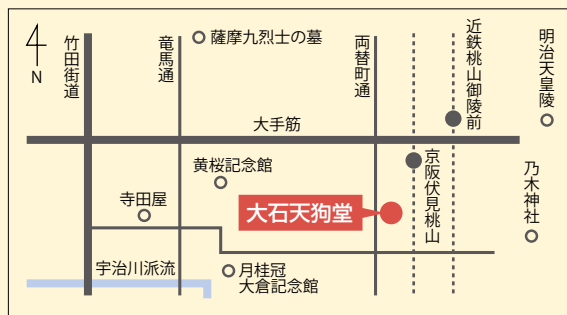 N
竹田街道
竜馬通
薩摩九烈士の墓
両替町通
近鉄桃山御陵前
明治天皇陵
大手筋
京阪伏見桃山
黄桜記念館
乃木神社
寺田屋
大石天狗堂
宇治川派流
月桂冠
大倉記念館